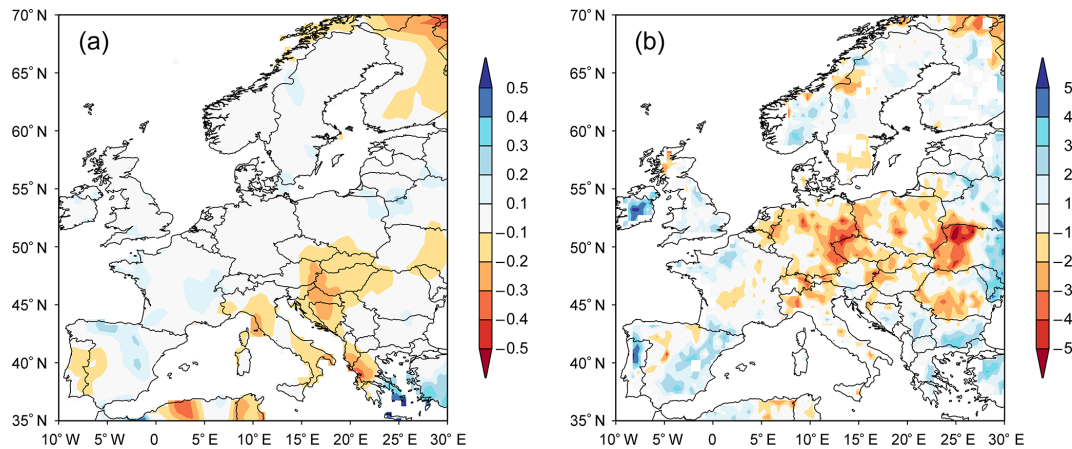 70° N
65° N
60° N
55° N
50° N
45° N
40° N
35° N
10° W
5° W
0
5° E
10° E
15° E
20° E
25° E
30° E
(a)
0.5
0.4
0.3
0.2
0.1
−0.1
−0.2
−0.3
−0.4
−0.5
70° N
65° N
60° N
55° N
50° N
45° N
40° N
35° N
10° W
5° W
0
5° E
10° E
15° E
20° E
25° E
30° E
(b)
5
4
3
2
1
−1
−2
−3
−4
−5